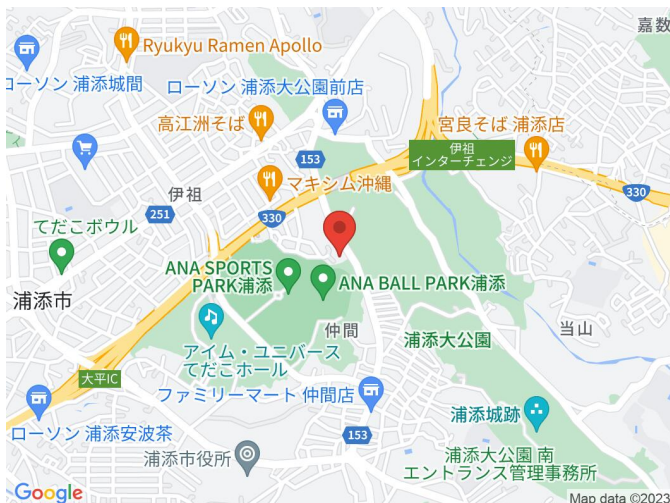 嘉数
Ryukyu Ramen Apollo
ローソン 浦添城間
ローソン 浦添大公園前店
高江洲そば
宮良そば 浦添店
伊祖
インターチェンジ
153
マキシム沖縄
330
伊祖
251
330
てだこボウル
ANA SPORTS
PARK浦添
ANA BALL PARK浦添
浦添市
仲間
当山
浦添大公園
アイム・ユニバース
てだこホール
大平IC
ファミリーマート 仲間店
浦添城跡
ローソン 浦添安波茶
153
浦添市役所
浦添大公園 南
エントランス管理事務所
Google
Map data ©2023